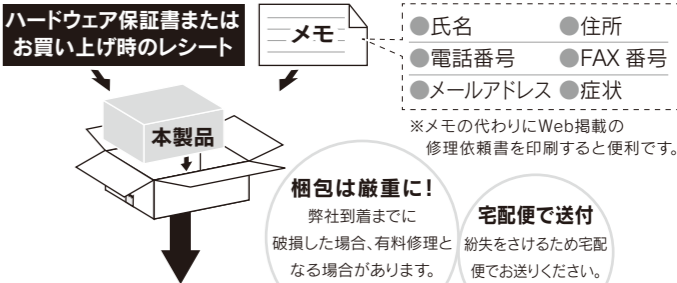 ハードウェア保証書または
お買い上げ時のレシート
メモ
●氏名 ●住所
●電話番号 ●FAX 番号
●メールアドレス ●症状
※メモの代わりにWeb掲載の
修理依頼書を印刷すると便利です。
本製品
梱包は厳重に!
弊社到着までに
破損した場合、有料修理と
なる場合があります。
宅配便で送付
紛失をさけるため宅配
便でお送りください。